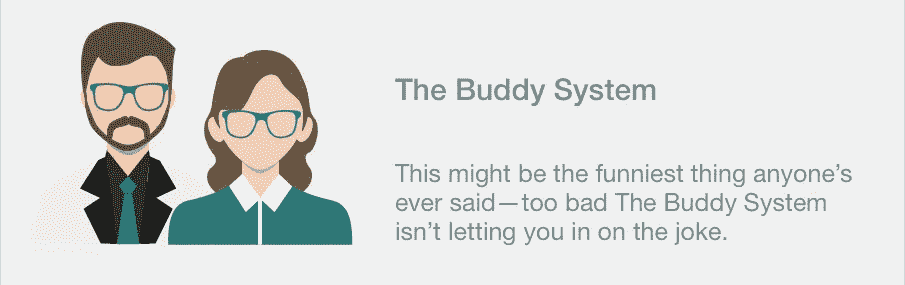 The Buddy System
This might be the funniest thing anyone’s
ever said—too bad The Buddy System
isn’t letting you in on the joke.